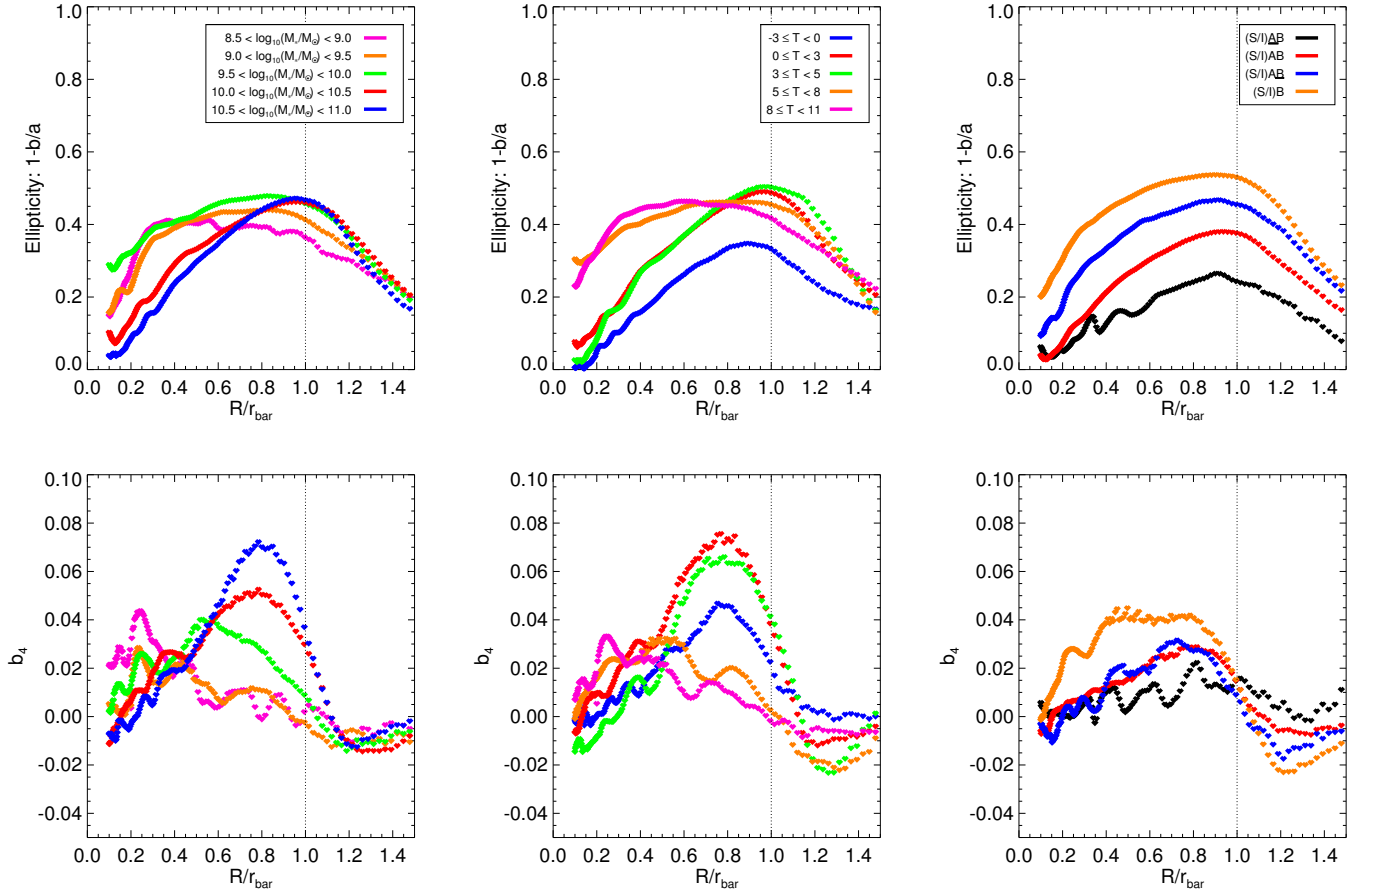 1.0
0.8
0.6
0.4
0.2
0.0
Ellipticity: 1-b/a
8.5 < log₁₀(M*/M⊙) < 9.0
9.0 < log₁₀(M*/M⊙) < 9.5
9.5 < log₁₀(M*/M⊙) < 10.0
10.0 < log₁₀(M*/M⊙) < 10.5
10.5 < log₁₀(M*/M⊙) < 11.0
0.0 0.2 0.4 0.6 0.8 1.0 1.2 1.4
R/r_bar
1.0
0.8
0.6
0.4
0.2
0.0
Ellipticity: 1-b/a
-3 ≤ T < 0
0 ≤ T < 3
3 ≤ T < 5
5 ≤ T < 8
8 ≤ T < 11
0.0 0.2 0.4 0.6 0.8 1.0 1.2 1.4
R/r_bar
1.0
0.8
0.6
0.4
0.2
0.0
Ellipticity: 1-b/a
(S/I)A̲B
(S/I)AB
(S/I)AB̲
(S/I)B
0.0 0.2 0.4 0.6 0.8 1.0 1.2 1.4
R/r_bar
0.10
0.08
0.06
0.04
0.02
0.00
-0.02
-0.04
b₄
0.0 0.2 0.4 0.6 0.8 1.0 1.2 1.4
R/r_bar
0.10
0.08
0.06
0.04
0.02
0.00
-0.02
-0.04
b₄
0.0 0.2 0.4 0.6 0.8 1.0 1.2 1.4
R/r_bar
0.10
0.08
0.06
0.04
0.02
0.00
-0.02
-0.04
b₄
0.0 0.2 0.4 0.6 0.8 1.0 1.2 1.4
R/r_bar